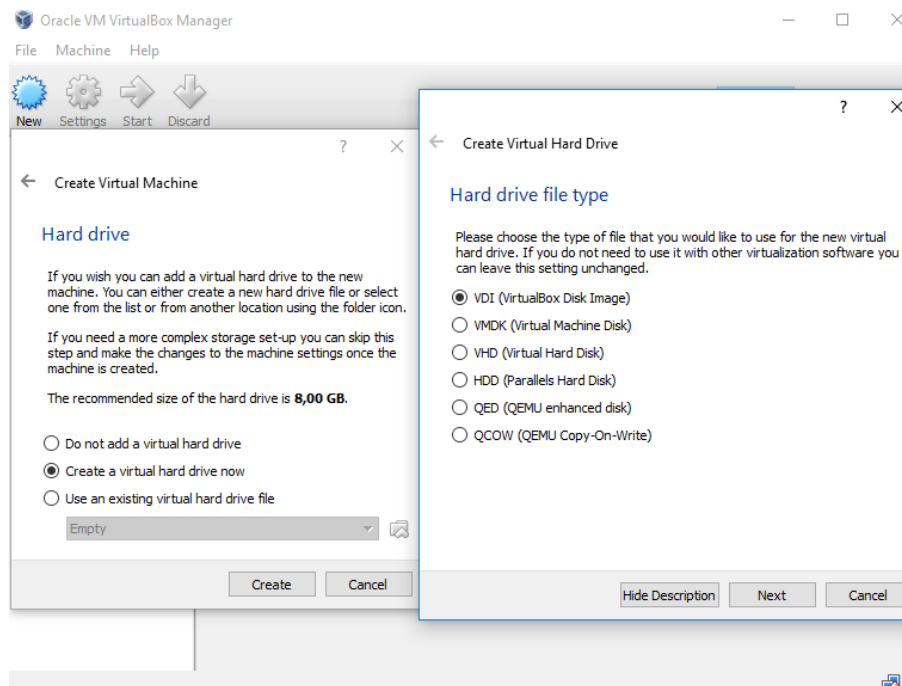 Oracle VM VirtualBox Manager
File Machine Help
New Settings Start Discard
Create Virtual Machine
Hard drive
If you wish you can add a virtual hard drive to the new
machine. You can either create a new hard drive file or select
one from the list or from another location using the folder icon.
If you need a more complex storage set-up you can skip this
step and make the changes to the machine settings once the
machine is created.
The recommended size of the hard drive is 8,00 GB.
Do not add a virtual hard drive
Create a virtual hard drive now
Use an existing virtual hard drive file
Empty
Create Cancel
?
Create Virtual Hard Drive
Hard drive file type
Please choose the type of file that you would like to use for the new virtual
hard drive. If you do not need to use it with other virtualization software you
can leave this setting unchanged.
VDI (VirtualBox Disk Image)
VMDK (Virtual Machine Disk)
VHD (Virtual Hard Disk)
HDD (Parallels Hard Disk)
QED (QEMU enhanced disk)
QCOW (QEMU Copy-On-Write)
Hide Description Next Cancel